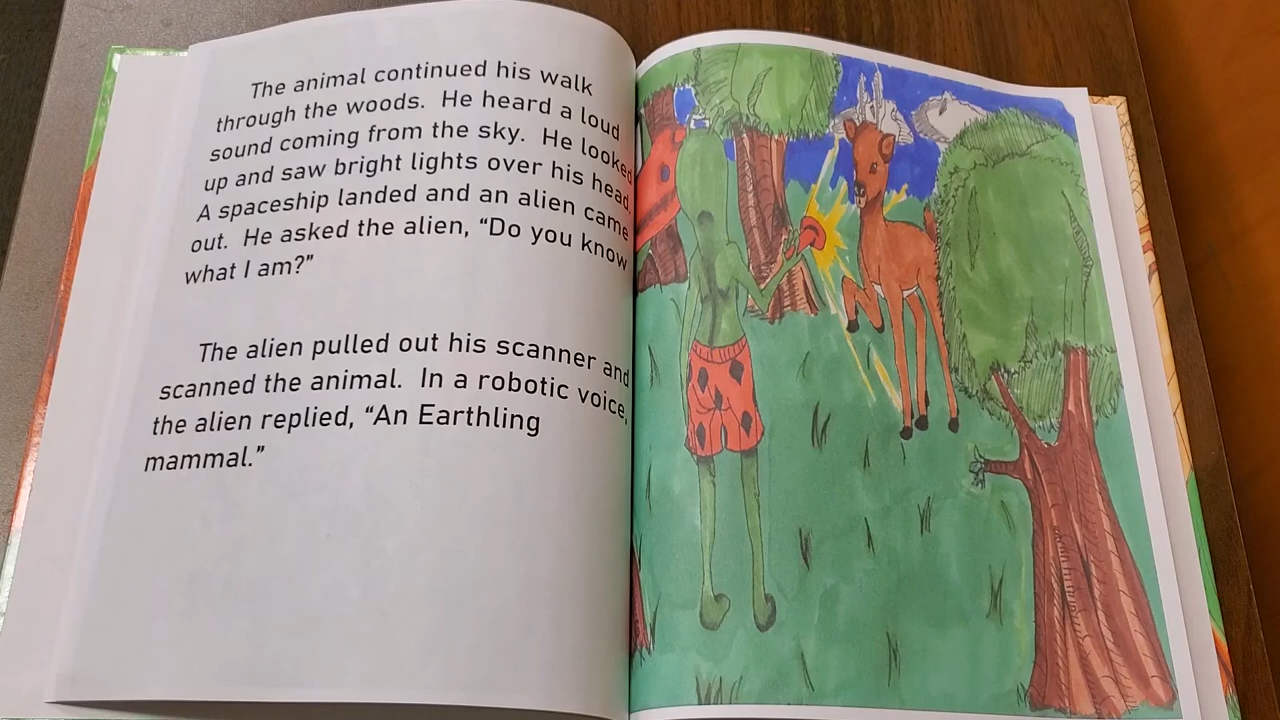 The animal continued his walk
through the woods. He heard a loud
sound coming from the sky. He looked
up and saw bright lights over his head.
A spaceship landed and an alien came
out. He asked the alien, “Do you know
what I am?”
The alien pulled out his scanner and
scanned the animal. In a robotic voice,
the alien replied, “An Earthling
mammal.”